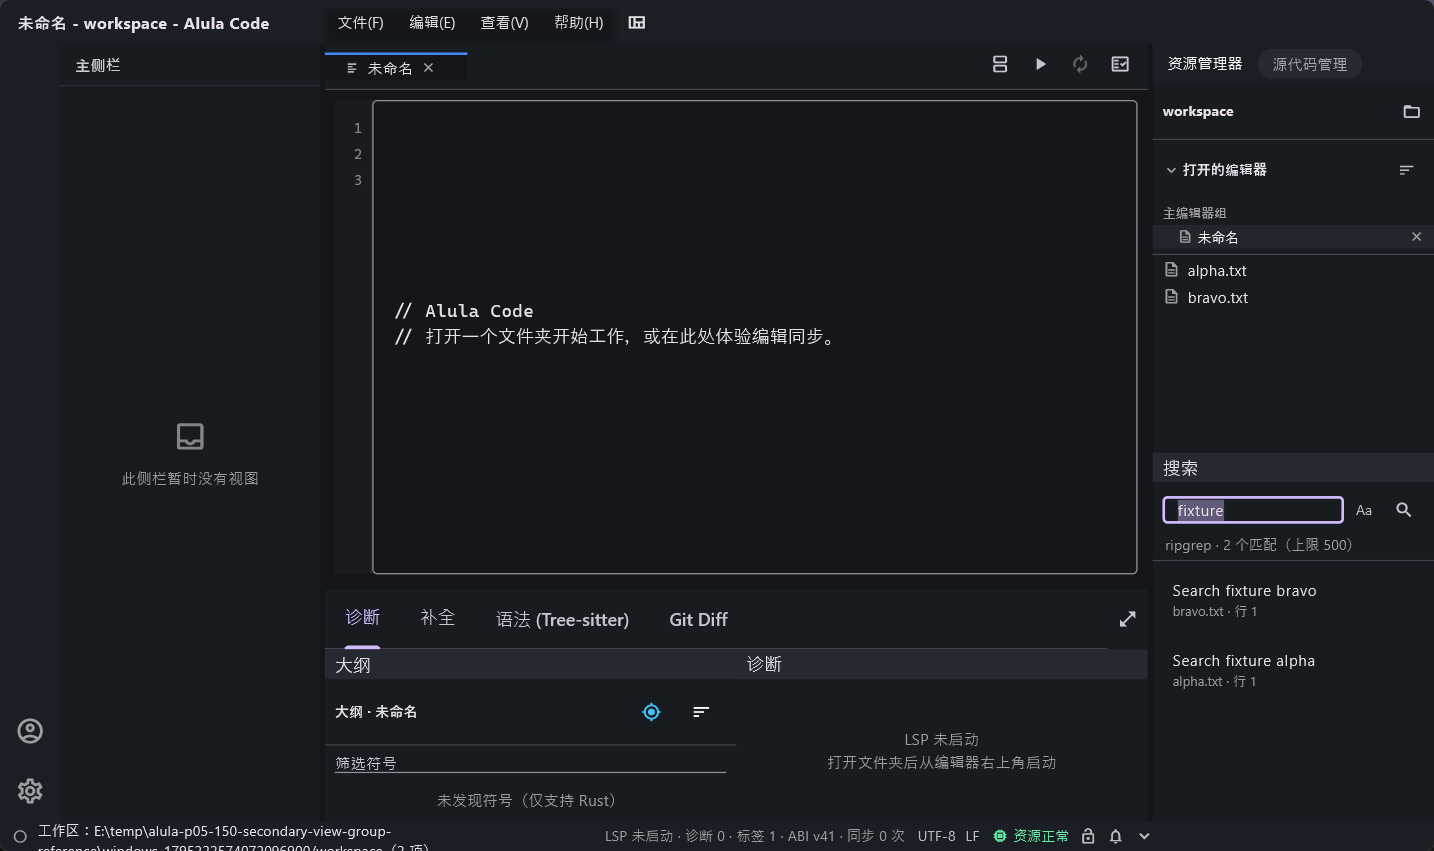 未命名 - workspace - Alula Code
文件(F) 编辑(E) 查看(V) 帮助(H)
主侧栏
未命名
资源管理器 源代码管理
workspace
打开的编辑器
主编辑器组
未命名
alpha.txt
bravo.txt
1
2
3
// Alula Code
// 打开一个文件夹开始工作, 或在此处体验编辑同步。
此侧栏暂时没有视图
搜索
fixture Aa
ripgrep · 2 个匹配（上限 500）
Search fixture bravo
bravo.txt · 行 1
Search fixture alpha
alpha.txt · 行 1
诊断 补全 语法 (Tree-sitter) Git Diff
大纲
大纲 · 未命名
筛选符号
未发现符号（仅支持 Rust）
诊断
LSP 未启动
打开文件夹后从编辑器右上角启动
工作区：E:\temp\alula-p05-150-secondary-view-group-
LSP 未启动 · 诊断 0 · 标签 1 · ABI v41 · 同步 0 次 UTF-8 LF 资源正常